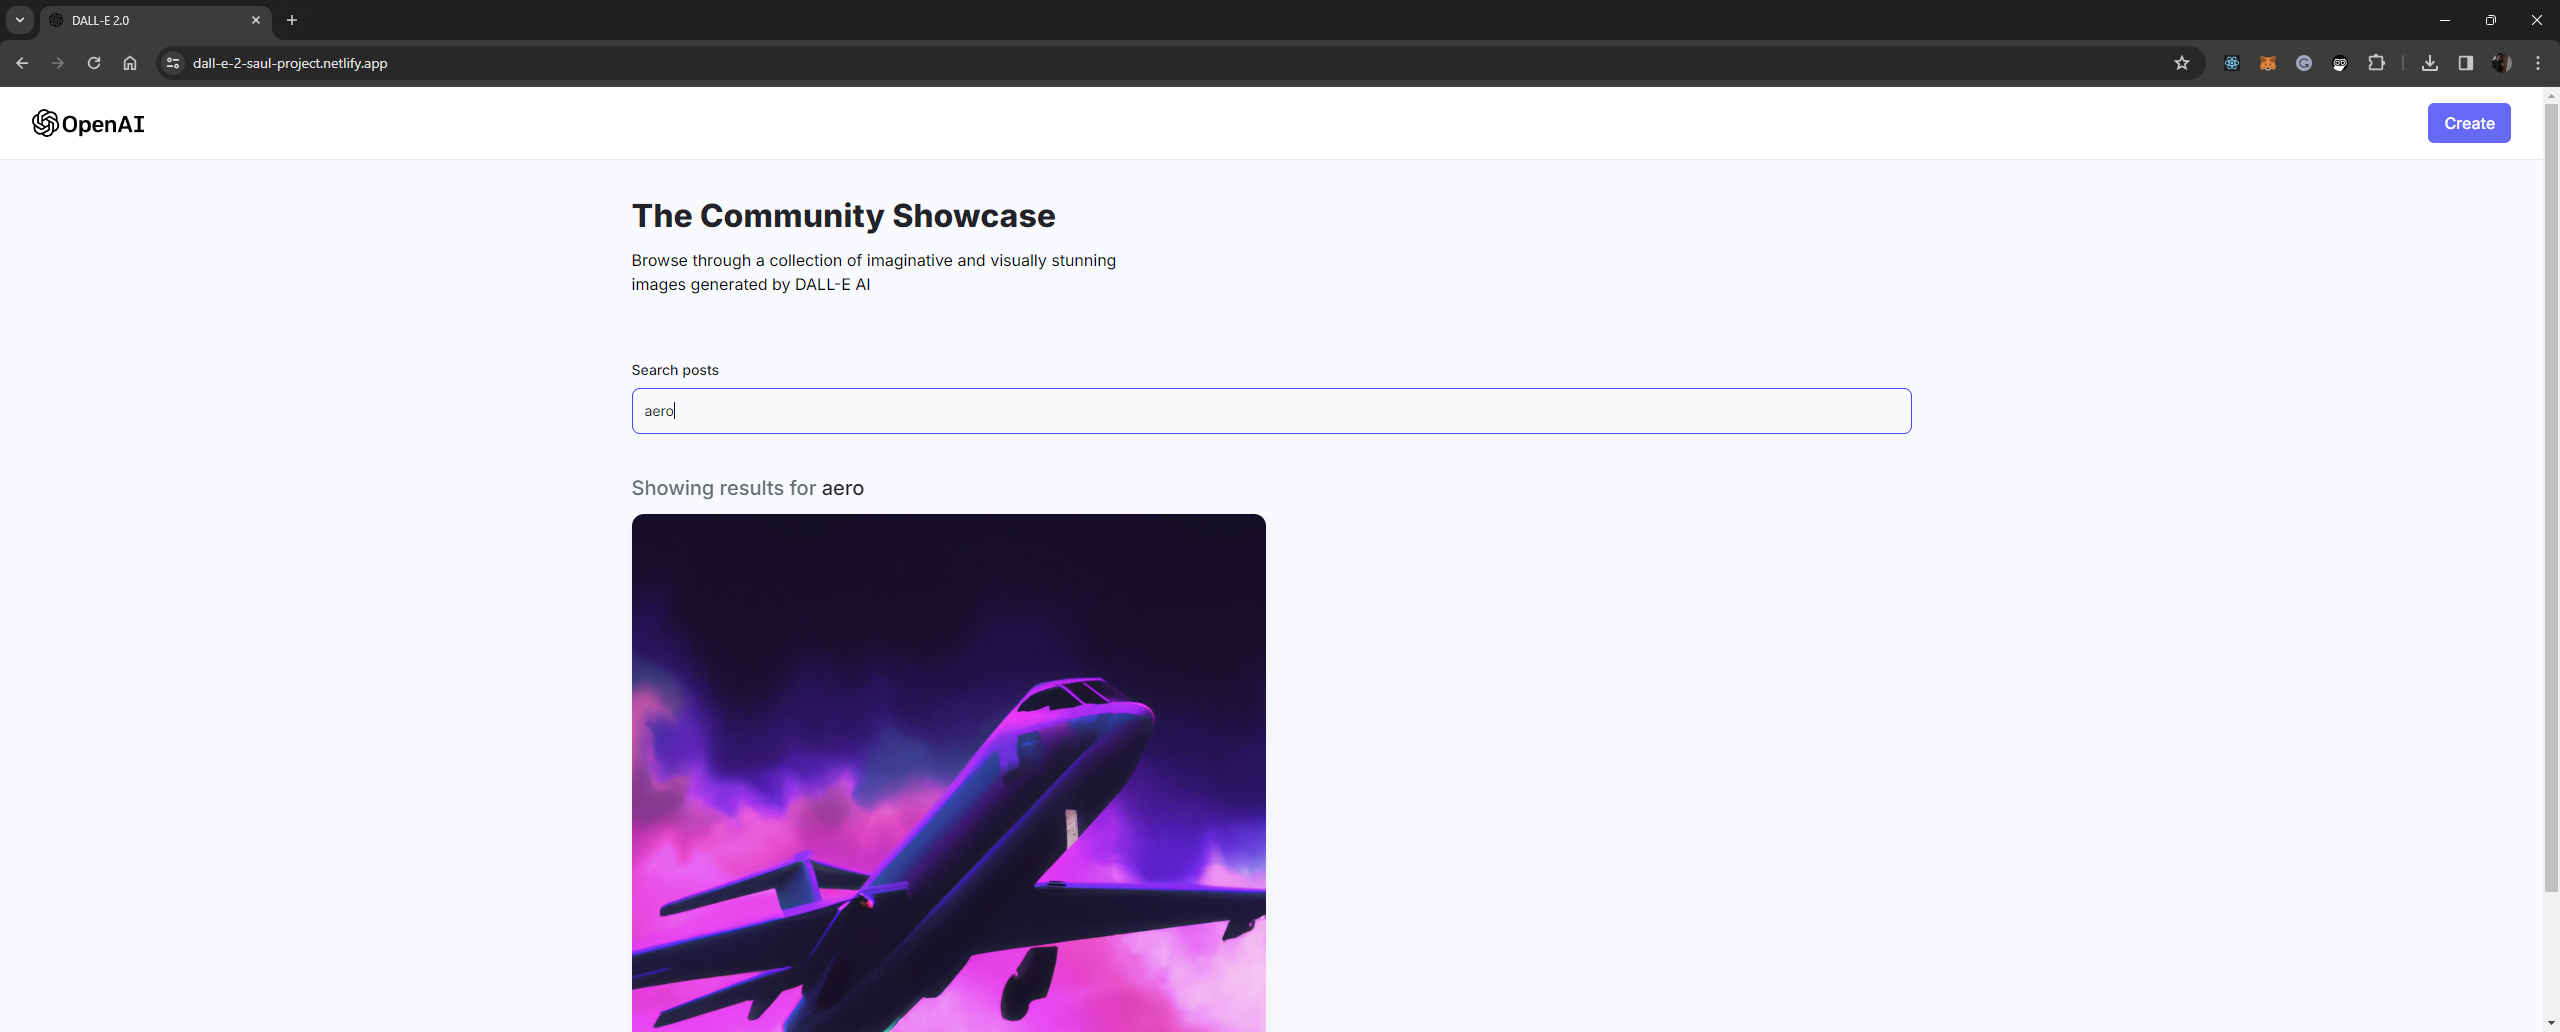 DALL-E 2.0
dall-e-2-saul-project.netlify.app
OpenAI
Create
The Community Showcase
Browse through a collection of imaginative and visually stunning
images generated by DALL-E AI
Search posts
aero
Showing results for aero